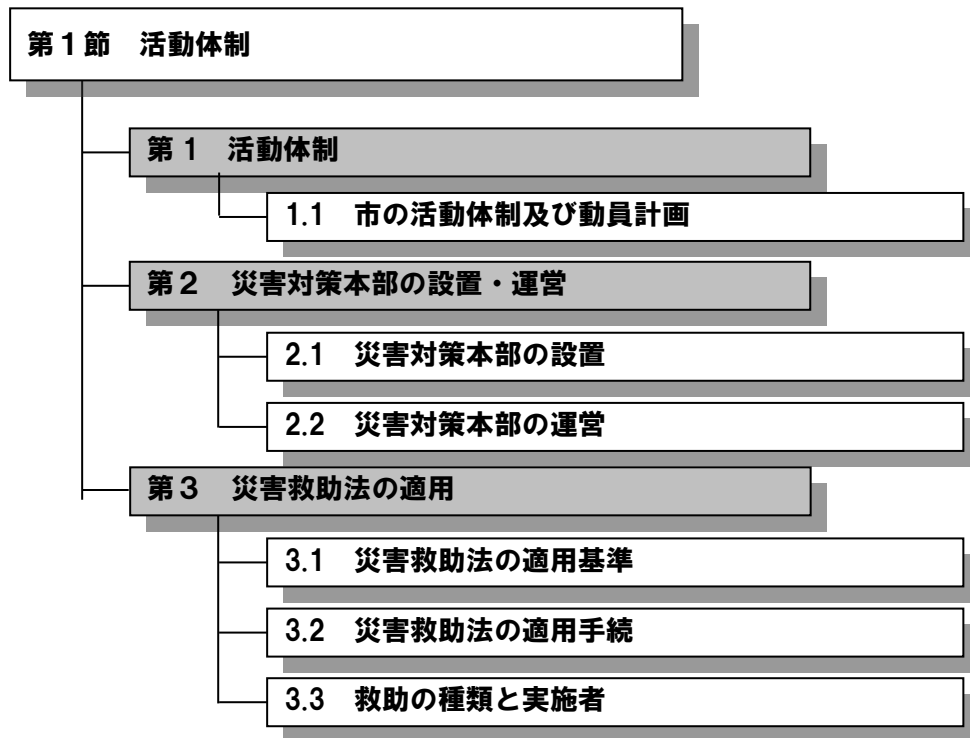 第1節　活動体制
第１　活動体制
1.1　市の活動体制及び動員計画
第２　災害対策本部の設置・運営
2.1　災害対策本部の設置
2.2　災害対策本部の運営
第３　災害救助法の適用
3.1　災害救助法の適用基準
3.2　災害救助法の適用手続
3.3　救助の種類と実施者